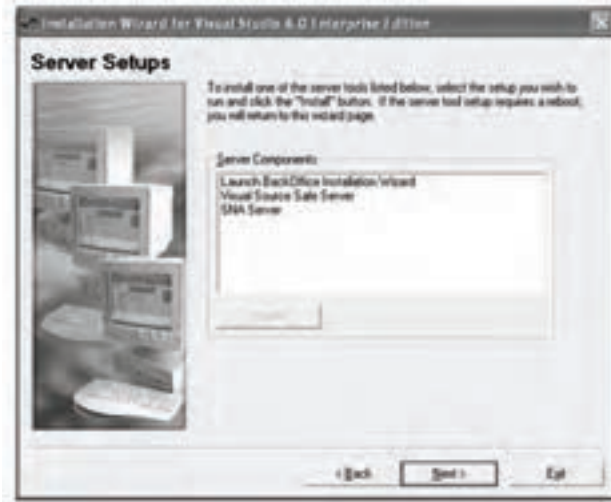 Installation Wizard for Visual Studio 6.0 Enterprise Edition
Server Setups
To install one of the server tools listed below, select the setup you wish to
run and click the "Install" button. If the server tool setup requires a reboot,
you will return to this wizard page.
Server Components
Launch BackOffice Installation Wizard
Visual Source Safe Server
SNA Server
< Back
Next >
Exit